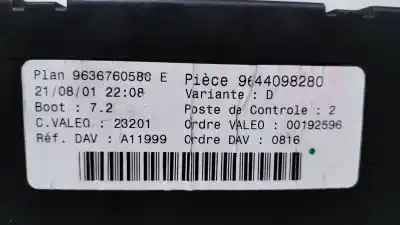 Plan 9636760580 E Pièce 9644098280
21/08/01 22:08 Variante : D
Boot : 7.2 Poste de Controle : 2
C.VALEO : 23201 Ordre VALEO : 00192596
Réf. DAV : A11999 Ordre DAV : 0816